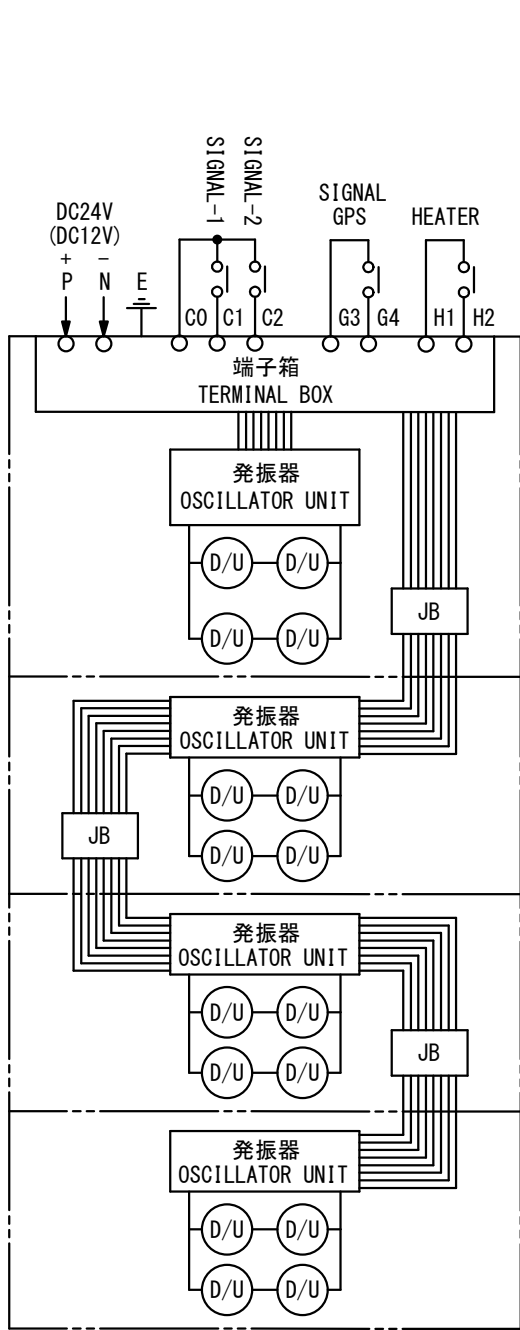 SIGNAL-1
SIGNAL-2
SIGNAL
GPS
HEATER
DC24V
(DC12V)
+ −
P N E
C0 C1 C2 G3 G4 H1 H2
端子箱
TERMINAL BOX
発振器
OSCILLATOR UNIT
D/U D/U
D/U D/U
JB
発振器
OSCILLATOR UNIT
D/U D/U
D/U D/U
JB
発振器
OSCILLATOR UNIT
D/U D/U
D/U D/U
JB
発振器
OSCILLATOR UNIT
D/U D/U
D/U D/U